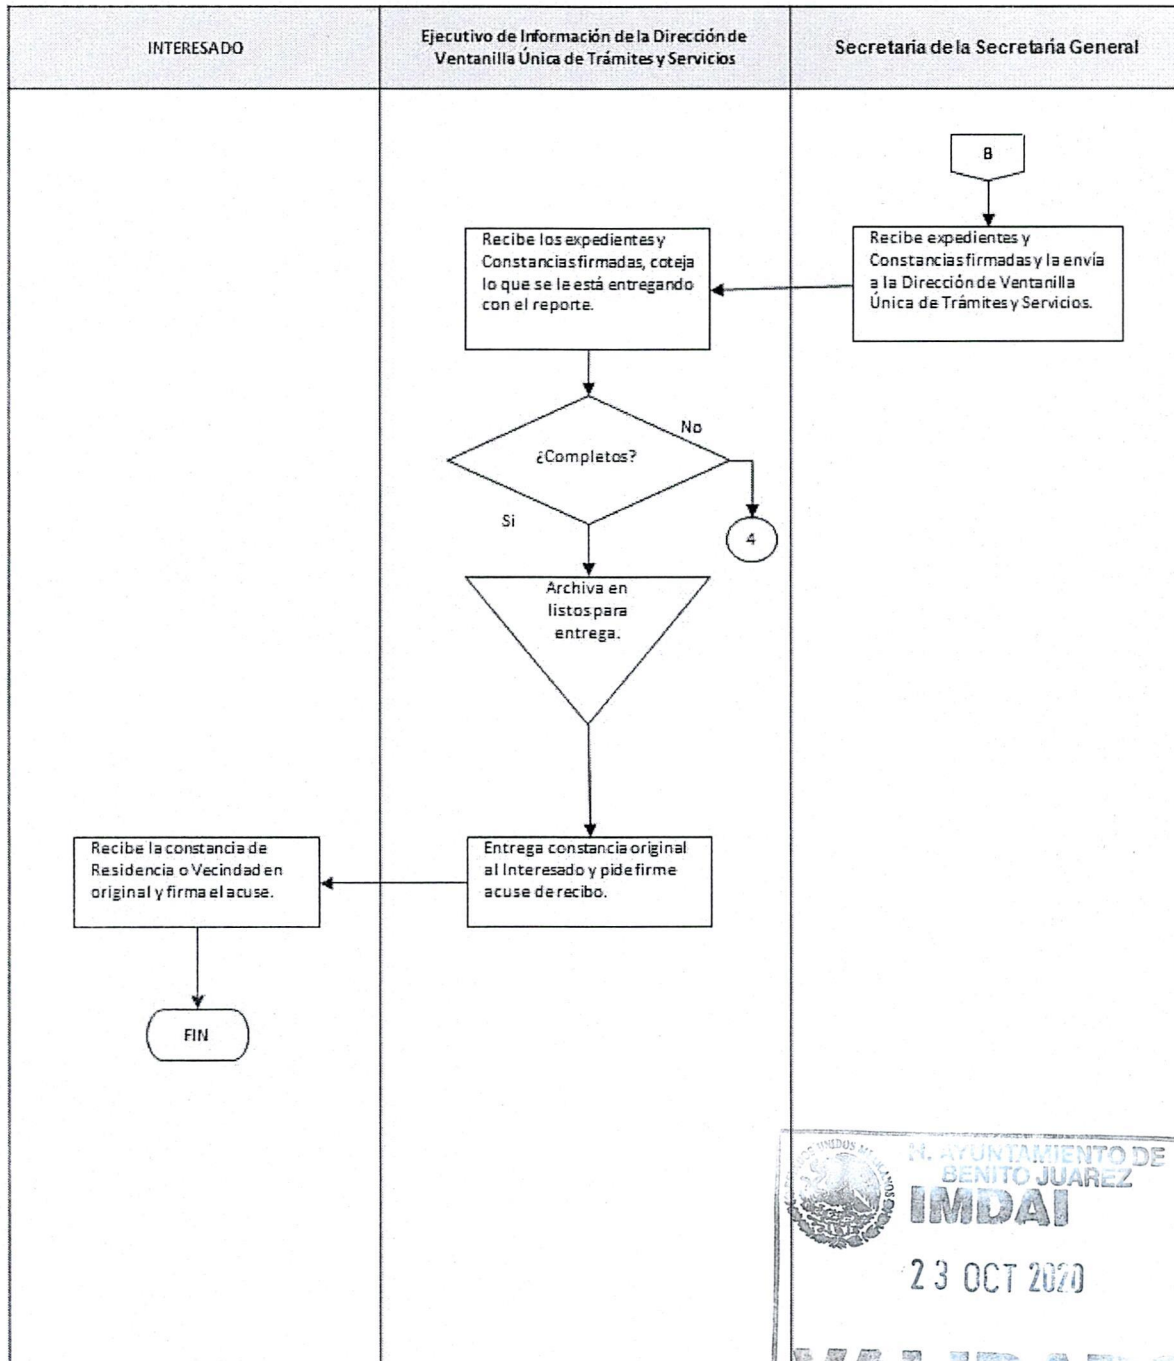 INTERESADO
Ejecutivo de Información de la Dirección de
Ventanilla Única de Trámites y Servicios
Secretaria de la Secretaría General
B
Recibe expedientes y
Constancias firmadas y la envía
a la Dirección de Ventanilla
Única de Trámites y Servicios.
Recibe los expedientes y
Constancias firmadas, coteja
lo que se le está entregando
con el reporte.
¿Completos?
No
Si
4
Archiva en
listos para
entrega.
Entrega constancia original
al Interesado y pide firme
acuse de recibo.
Recibe la constancia de
Residencia o Vecindad en
original y firma el acuse.
FIN
H. AYUNTAMIENTO DE
BENITO JUAREZ
IMDAI
23 OCT 2020